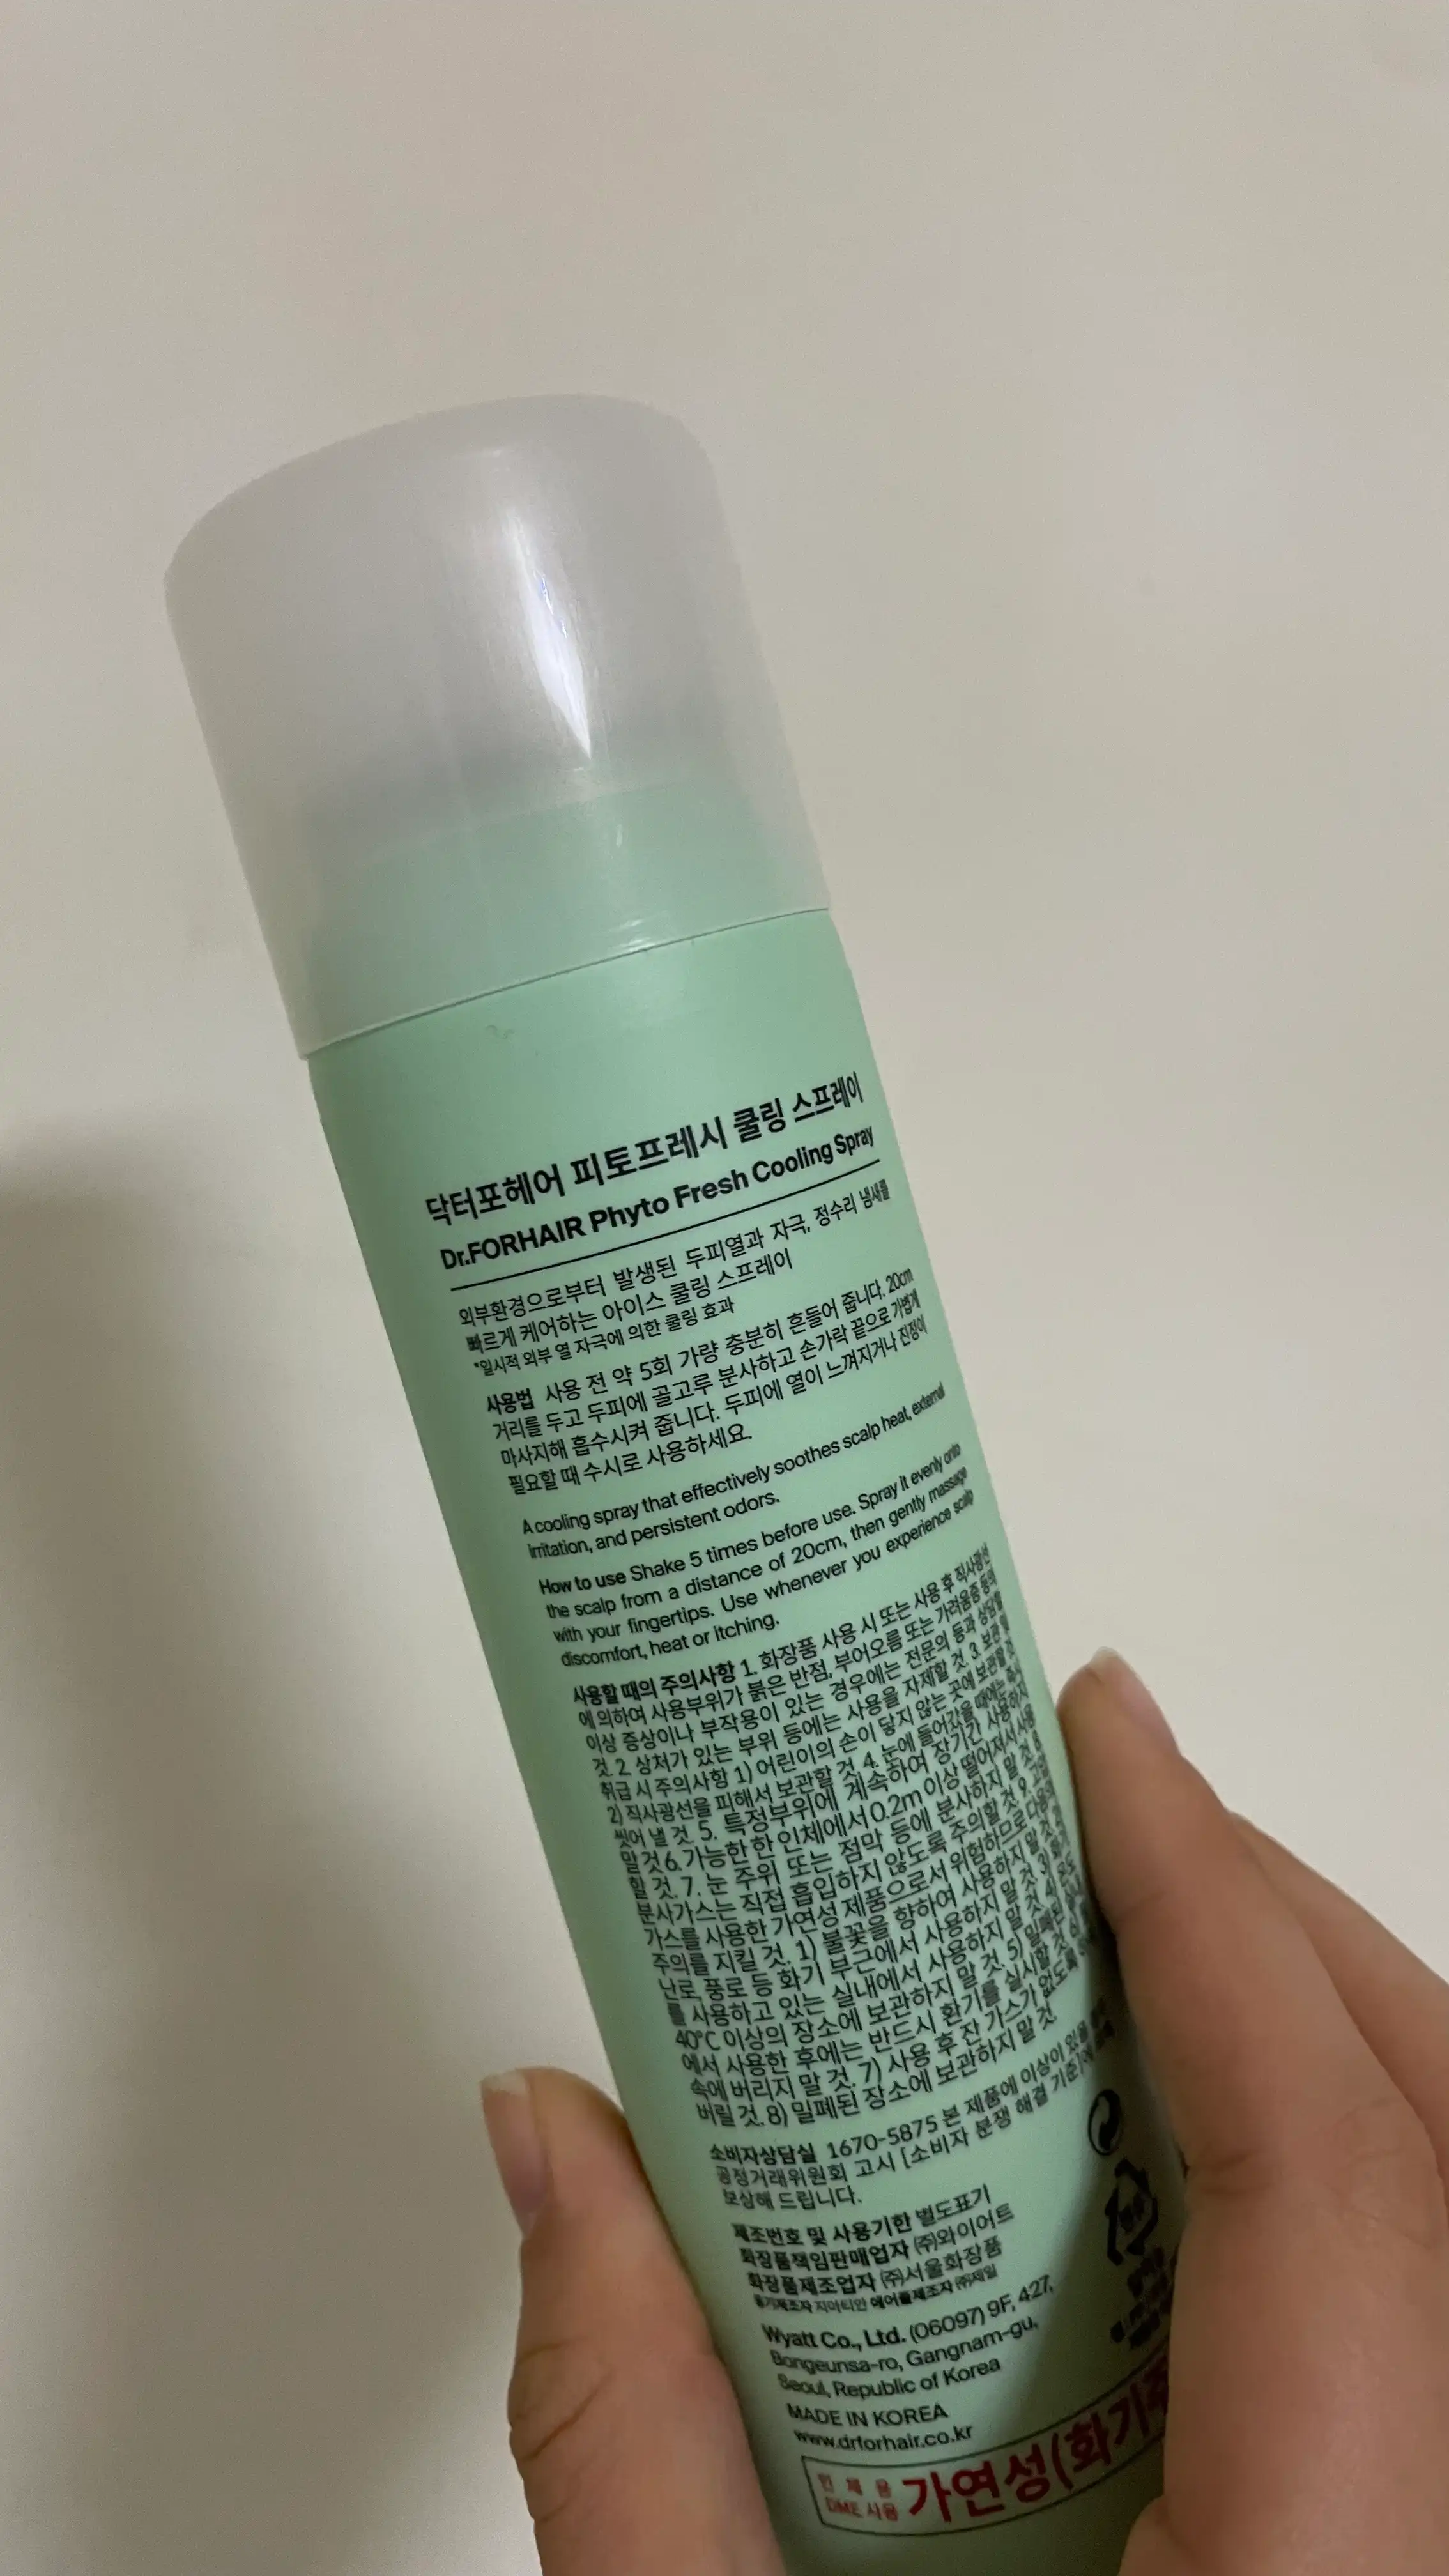 닥터포헤어 피토프레시 쿨링 스프레이
Dr.FORHAIR Phyto Fresh Cooling Spray
외부환경으로부터 발생된 두피열과 자극, 정수리 냄새를
빠르게 케어하는 아이스 쿨링 스프레이
*일시적 외부 열 자극에 의한 쿨링 효과
사용법 사용 전 약 5회 가량 충분히 흔들어 줍니다. 20cm
거리를 두고 두피에 골고루 분사하고 손가락 끝으로 가볍게
마사지해 흡수시켜 줍니다. 두피에 열이 느껴지거나 진정이
필요할 때 수시로 사용하세요.
A cooling spray that effectively soothes scalp heat, external
irritation, and persistent odors.
How to use Shake 5 times before use. Spray it evenly onto
the scalp from a distance of 20cm, then gently massage
with your fingertips. Use whenever you experience scalp
discomfort, heat or itching.
사용할 때의 주의사항 1. 화장품 사용 시 또는 사용 후 직사광선
에 의하여 사용부위가 붉은 반점, 부어오름 또는 가려움증 등의
이상 증상이나 부작용이 있는 경우에는 전문의 등과 상담할
것. 2. 상처가 있는 부위 등에는 사용을 자제할 것. 3. 보관 및
취급 시 주의사항 1) 어린이의 손이 닿지 않는 곳에 보관할 것
2) 직사광선을 피해서 보관할 것 4. 눈에 들어갔을 때에는 즉시
씻어 낼 것. 5. 특정부위에 계속하여 장기간 사용하지
말 것 6. 가능한 한 인체에서 0.2m 이상 떨어져서 사용
할 것. 7. 눈 주위 또는 점막 등에 분사하지 말 것.
분사가스는 직접 흡입하지 않도록 주의할 것 9.
가스를 사용한 가연성 제품으로서 위험하므로 다음의
주의를 지킬 것. 1) 불꽃을 향하여 사용하지 말 것
난로, 풍로 등 화기 부근에서 사용하지 말 것 3) 화기
를 사용하고 있는 실내에서 사용하지 말 것. 4)
40℃ 이상의 장소에 보관하지 말 것. 5) 밀폐된
에서 사용한 후에는 반드시 환기를 실시할 것 6)
속에 버리지 말 것. 7) 사용 후 잔 가스가 없도록
버릴 것. 8) 밀폐된 장소에 보관하지 말 것.
소비자상담실 1670-5875 본 제품에 이상이 있을
공정거래위원회 고시 [소비자 분쟁 해결 기준]에
보상해 드립니다.
제조번호 및 사용기한 별도표기
화장품책임판매업자 ㈜와이어트
화장품제조업자 ㈜서울화장품
용기제조자 지머티안 에어졸제조자 ㈜제일
Wyatt Co., Ltd. (06097) 9F, 427,
Bongeunsa-ro, Gangnam-gu,
Seoul, Republic of Korea
MADE IN KOREA
www.drforhair.co.kr
인 체 용
DME 사용
가연성(화기주